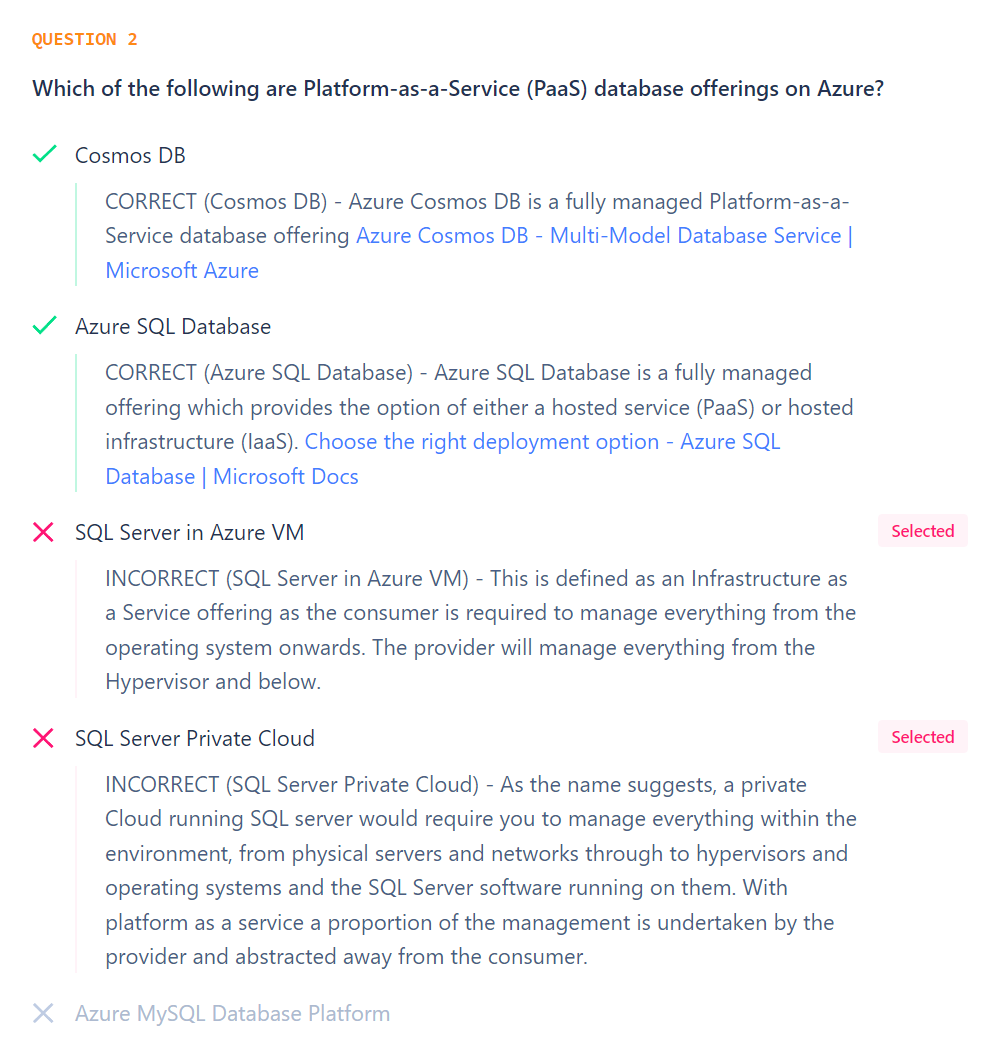 QUESTION 2
Which of the following are Platform-as-a-Service (PaaS) database offerings on Azure?
Cosmos DB
CORRECT (Cosmos DB) - Azure Cosmos DB is a fully managed Platform-as-a-
Service database offering Azure Cosmos DB - Multi-Model Database Service |
Microsoft Azure
Azure SQL Database
CORRECT (Azure SQL Database) - Azure SQL Database is a fully managed
offering which provides the option of either a hosted service (PaaS) or hosted
infrastructure (IaaS). Choose the right deployment option - Azure SQL
Database | Microsoft Docs
SQL Server in Azure VM
Selected
INCORRECT (SQL Server in Azure VM) - This is defined as an Infrastructure as
a Service offering as the consumer is required to manage everything from the
operating system onwards. The provider will manage everything from the
Hypervisor and below.
SQL Server Private Cloud
Selected
INCORRECT (SQL Server Private Cloud) - As the name suggests, a private
Cloud running SQL server would require you to manage everything within the
environment, from physical servers and networks through to hypervisors and
operating systems and the SQL Server software running on them. With
platform as a service a proportion of the management is undertaken by the
provider and abstracted away from the consumer.
Azure MySQL Database Platform